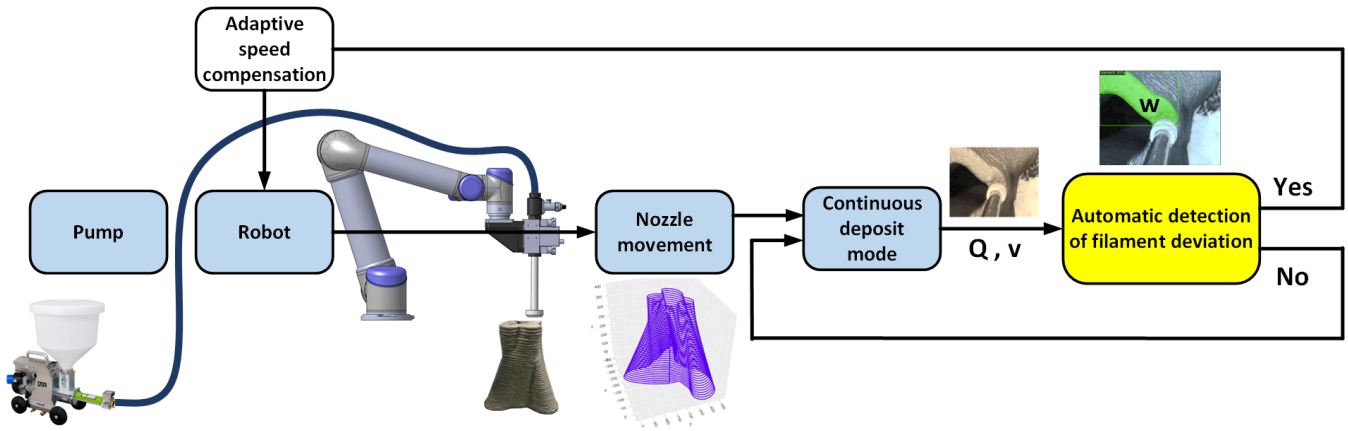 Adaptive
speed
compensation
Pump
Robot
Nozzle
movement
Continuous
deposit
mode
Q , v
w
Automatic detection
of filament deviation
Yes
No